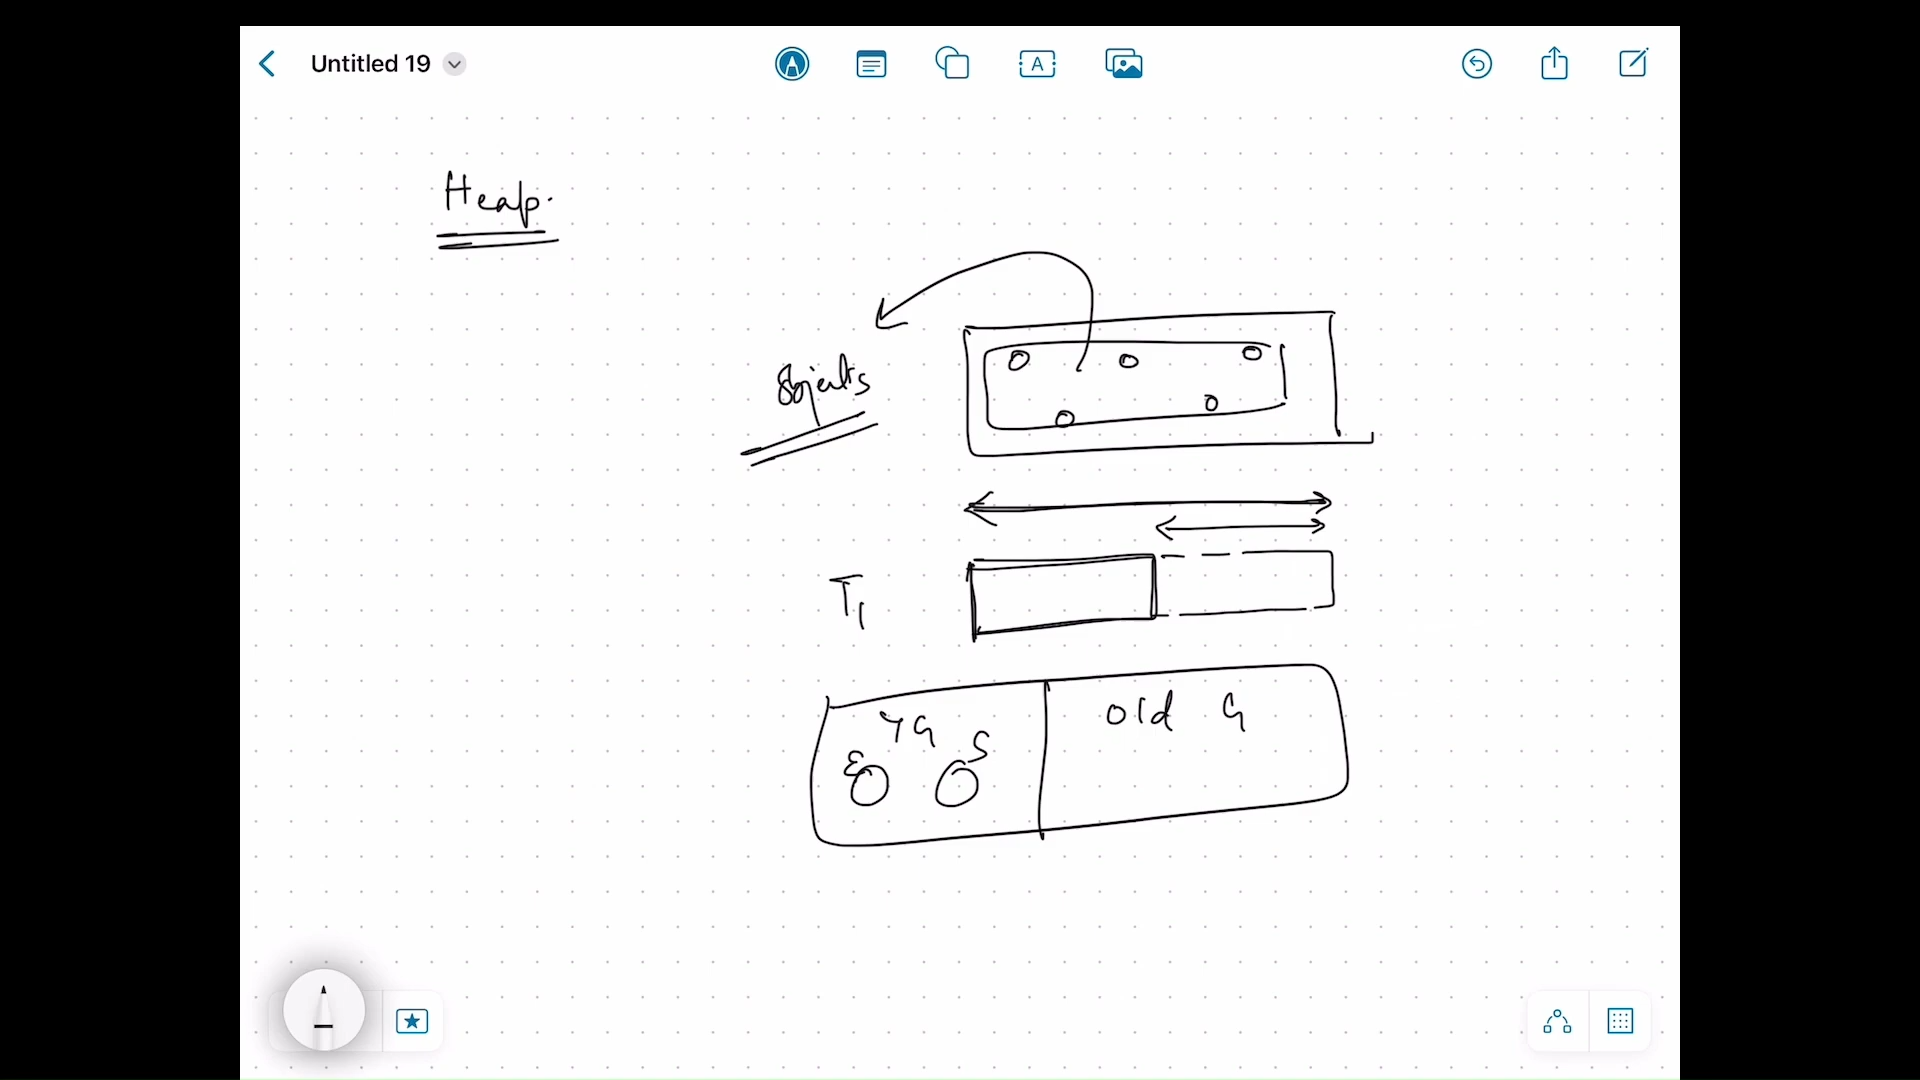 Untitled 19
A
Heap.
Objects
T1
YG
Old G
E
S